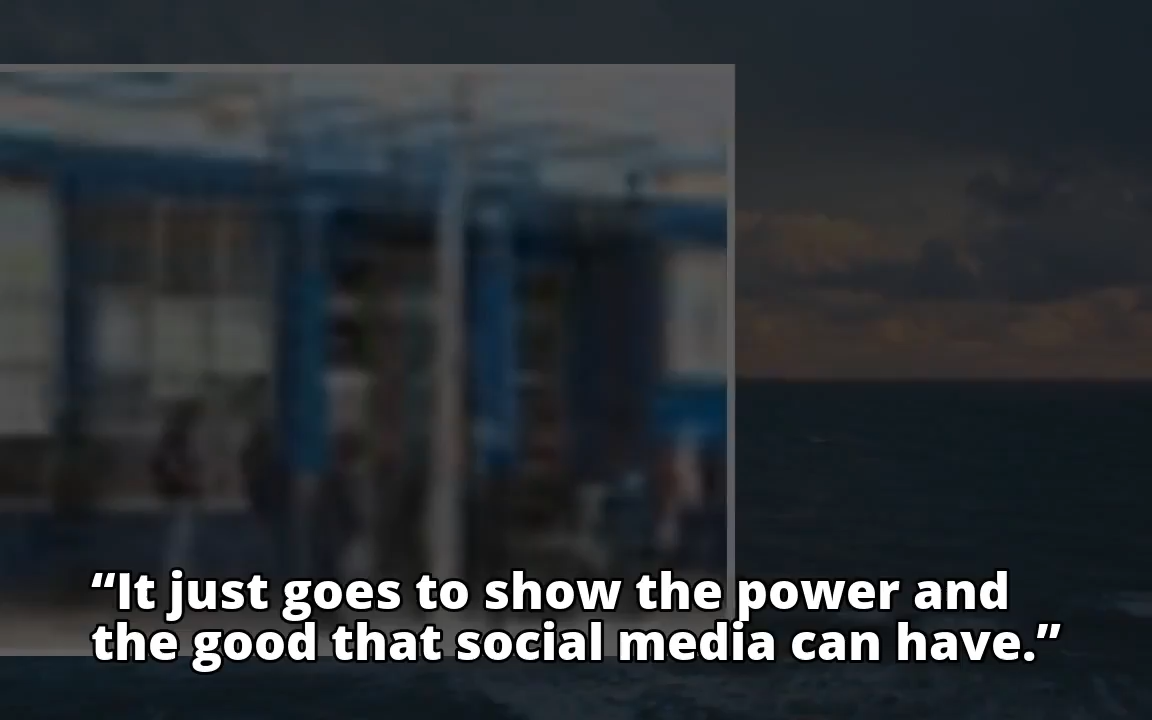 “It just goes to show the power and
the good that social media can have.”